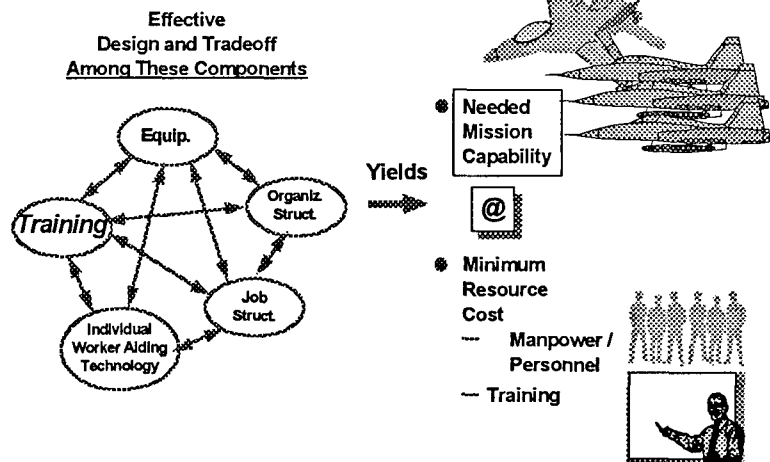 Effective
Design and Tradeoff
Among These Components
Equip.
Training
Organiz.
Struct.
Job
Struct.
Individual
Worker Aiding
Technology
Yields
Needed
Mission
Capability
@
Minimum
Resource
Cost
Manpower /
Personnel
Training